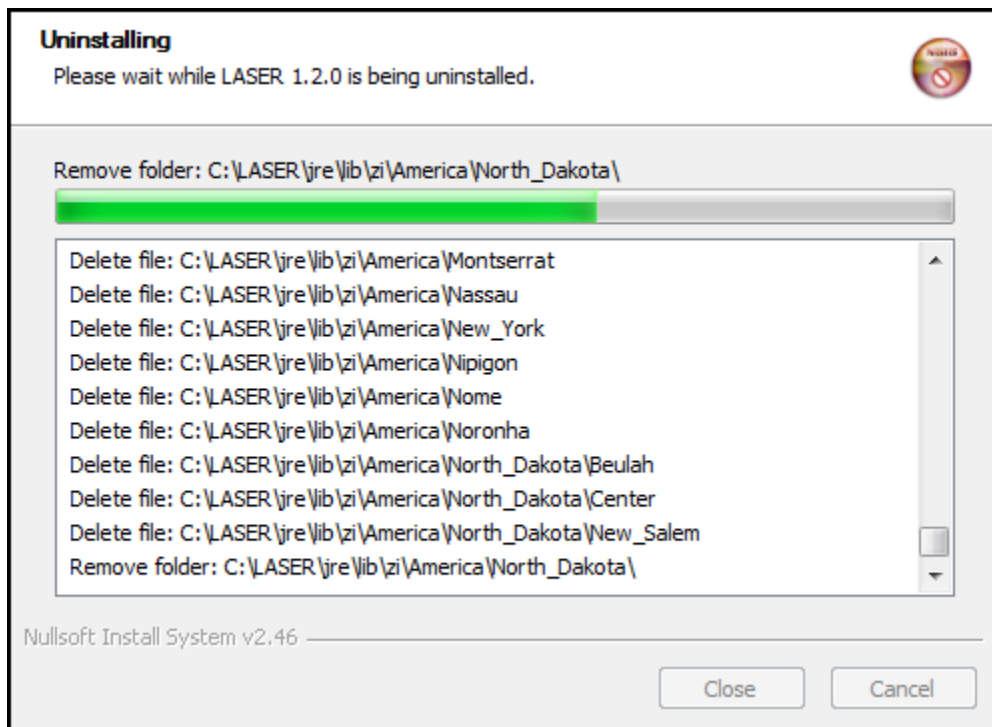 Uninstalling
Please wait while LASER 1.2.0 is being uninstalled.
NSIS
Remove folder: C:\LASER\jre\lib\zi\America\North_Dakota\
Delete file: C:\LASER\jre\lib\zi\America\Montserrat
Delete file: C:\LASER\jre\lib\zi\America\Nassau
Delete file: C:\LASER\jre\lib\zi\America\New_York
Delete file: C:\LASER\jre\lib\zi\America\Nipigon
Delete file: C:\LASER\jre\lib\zi\America\Nome
Delete file: C:\LASER\jre\lib\zi\America\Noronha
Delete file: C:\LASER\jre\lib\zi\America\North_Dakota\Beulah
Delete file: C:\LASER\jre\lib\zi\America\North_Dakota\Center
Delete file: C:\LASER\jre\lib\zi\America\North_Dakota\New_Salem
Remove folder: C:\LASER\jre\lib\zi\America\North_Dakota\
Nullsoft Install System v2.46
Close Cancel